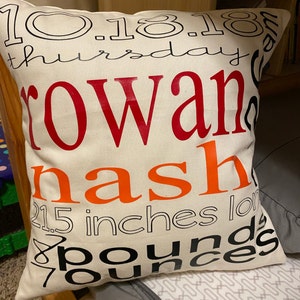 10.18.18
thursday
rowan
nash
21.5 inches lon
8 pounds
7 ounces